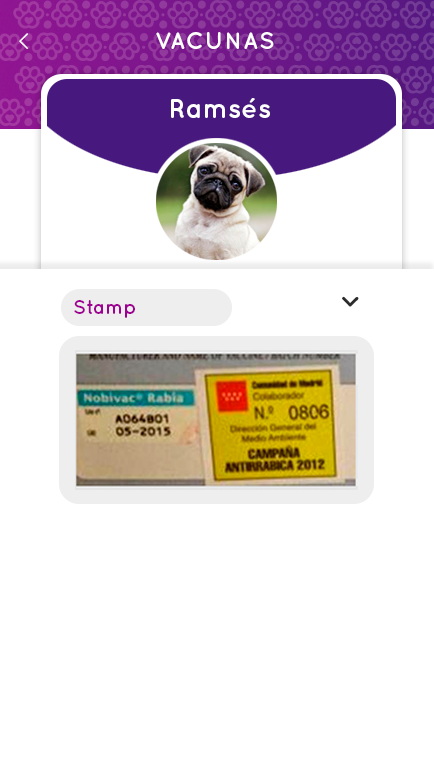 VACUNAS
Ramsés
Stamp
MANUFACTURER AND NAME OF VACCINE / BATCH NUMBER
Nobivac® Rabia
A064B01
05-2015
Comunidad de Madrid
Colaborador
N.º 0806
Dirección General del
Medio Ambiente
CAMPAÑA
ANTIRRABICA 2012